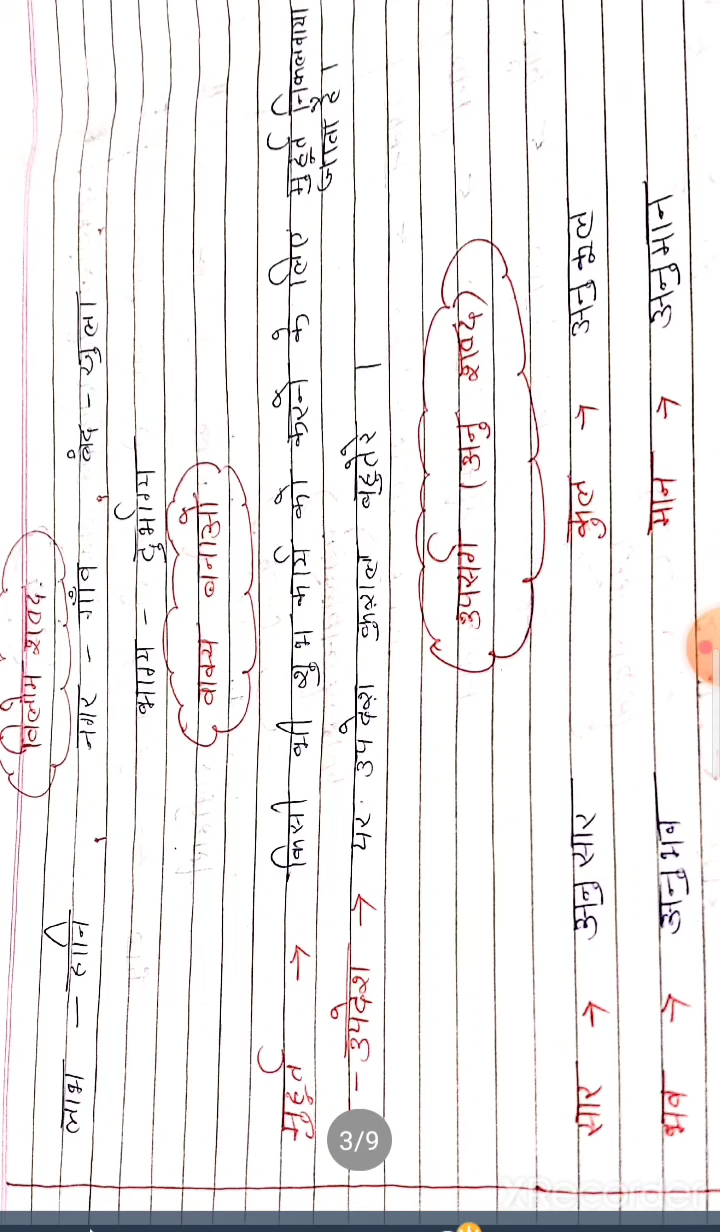 विलोम शब्द:
लाभ - हानि, नगर - गाँव, बंद - खुला
भाग्य - दुर्भाग्य
वाक्य बनाओ:
मुहूर्त → किसी भी शुभ कार्य को करने के लिए मुहूर्त निकलवाया
जाता है।
- उपदेश → पर उपदेश कुशल बहुतेरे।
उपसर्ग (अनु शब्द)
सार → अनुसार कुल → अनुकूल
भव → अनुभव मान → अनुमान
3/9
XRecorder